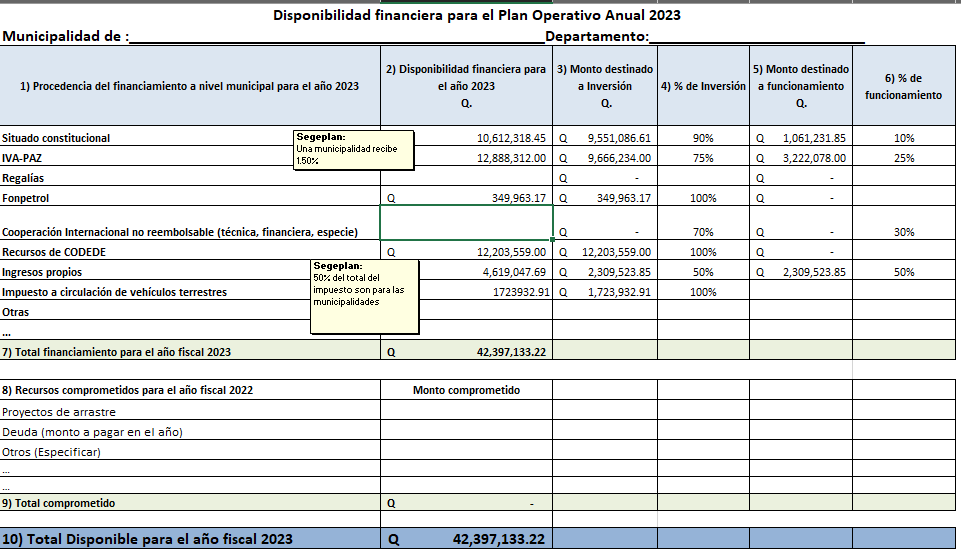 Disponibilidad financiera para el Plan Operativo Anual 2023
Municipalidad de :____________________Departamento:____________________
1) Procedencia del financiamiento a nivel municipal para el año 2023
2) Disponibilidad financiera para el año 2023 Q.
3) Monto destinado a Inversión Q.
4) % de Inversión
5) Monto destinado a funcionamiento Q.
6) % de funcionamiento
Situado constitucional 10,612,318.45 Q 9,551,086.61 90% Q 1,061,231.85 10%
Segeplan:
Una municipalidad recibe
1.50%
IVA-PAZ 12,888,312.00 Q 9,666,234.00 75% Q 3,222,078.00 25%
Regalías Q - Q -
Fonpetrol Q 349,963.17 Q 349,963.17 100% Q -
Cooperación Internacional no reembolsable (técnica, financiera, especie) Q - 70% Q - 30%
Recursos de CODEDE Q 12,203,559.00 Q 12,203,559.00 100% Q -
Ingresos propios 4,619,047.69 Q 2,309,523.85 50% Q 2,309,523.85 50%
Segeplan:
50% del total del
impuesto son para las
municipalidades
Impuesto a circulación de vehículos terrestres 1723932.91 Q 1,723,932.91 100%
Otras
...
7) Total financiamiento para el año fiscal 2023 Q 42,397,133.22
8) Recursos comprometidos para el año fiscal 2022 Monto comprometido
Proyectos de arrastre
Deuda (monto a pagar en el año)
Otros (Especificar)
...
...
9) Total comprometido Q -
10) Total Disponible para el año fiscal 2023 Q 42,397,133.22